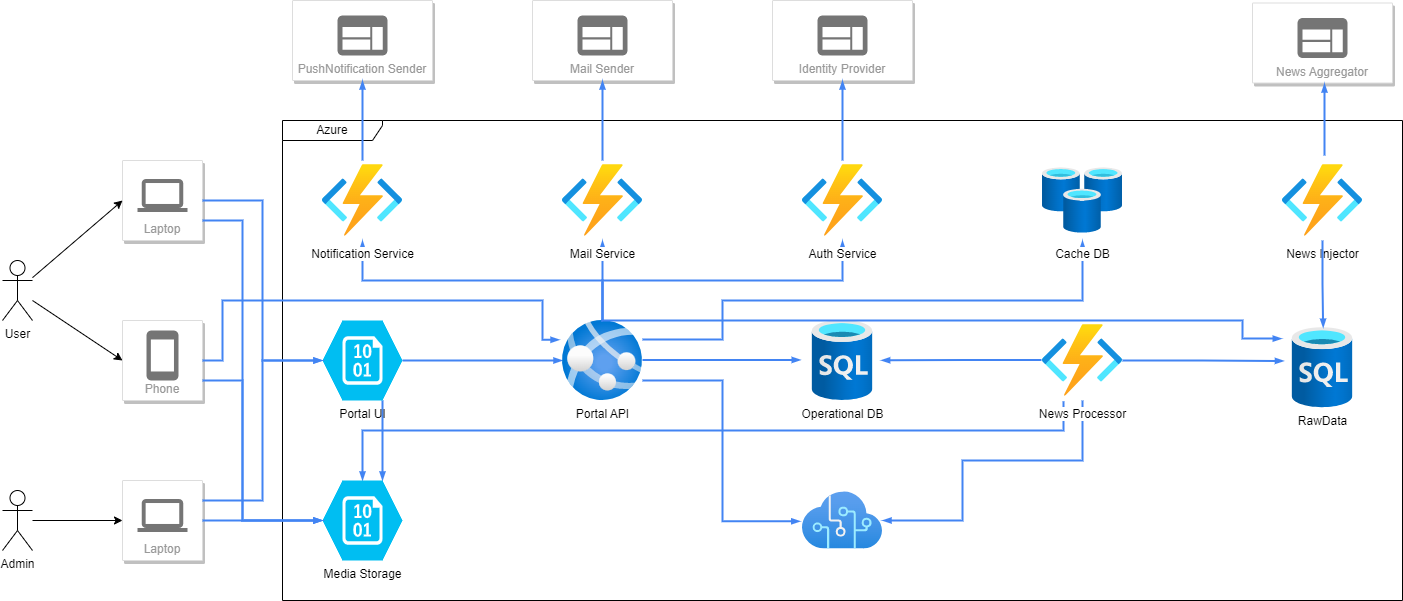 PushNotification Sender
Mail Sender
Identity Provider
News Aggregator
Azure
Laptop
Notification Service
Mail Service
Auth Service
Cache DB
News Injector
User
10
01
SQL
SQL
Phone
Portal UI
Portal API
Operational DB
News Processor
RawData
10
01
Admin
Laptop
Media Storage